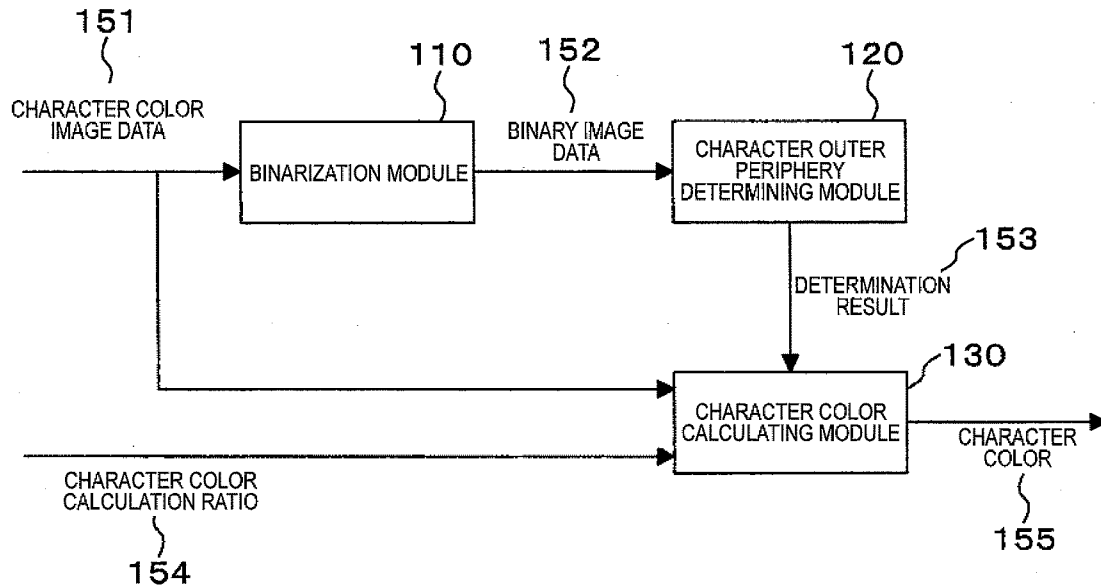 151
CHARACTER COLOR
IMAGE DATA
110
BINARIZATION MODULE
152
BINARY IMAGE
DATA
120
CHARACTER OUTER
PERIPHERY
DETERMINING MODULE
153
DETERMINATION
RESULT
130
CHARACTER COLOR
CALCULATING MODULE
CHARACTER
COLOR
155
CHARACTER COLOR
CALCULATION RATIO
154